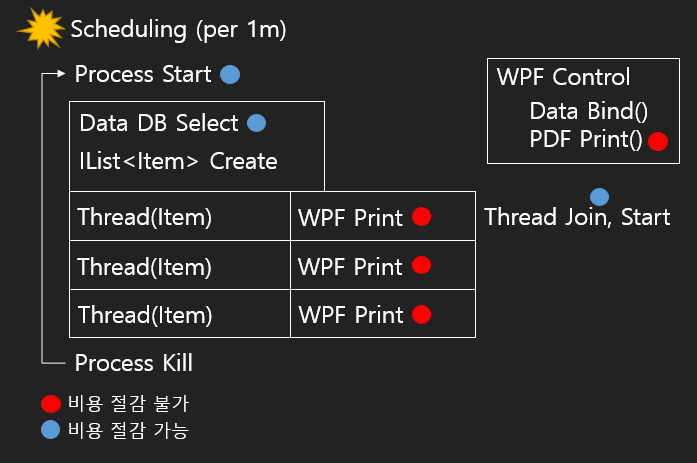 Scheduling (per 1m)
Process Start
Data DB Select
IList<Item> Create
Thread(Item) WPF Print
Thread(Item) WPF Print
Thread(Item) WPF Print
Process Kill
WPF Control
Data Bind()
PDF Print()
Thread Join, Start
비용 절감 불가
비용 절감 가능